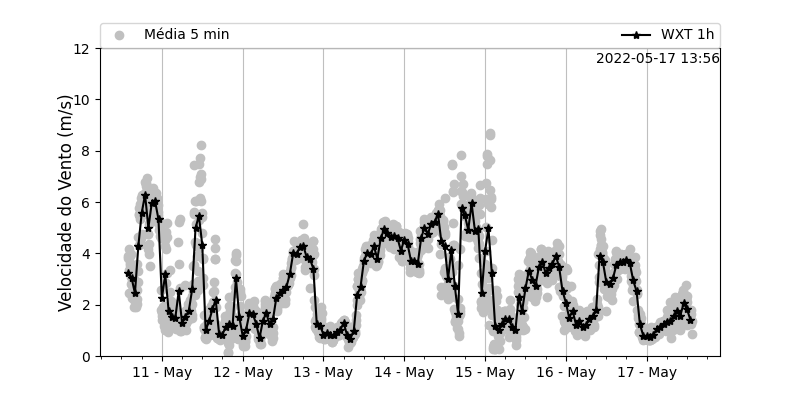 Média 5 min
WXT 1h
2022-05-17 13:56
Velocidade do Vento (m/s)
12
10
8
6
4
2
0
11 - May
12 - May
13 - May
14 - May
15 - May
16 - May
17 - May